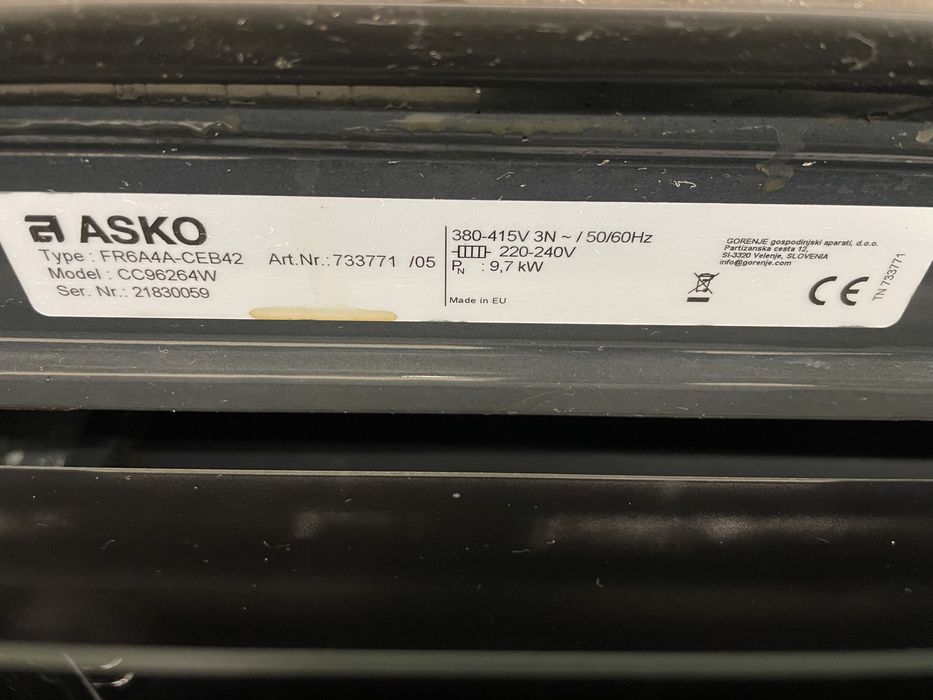 ASKO
Type : FR6A4A-CEB42 Art.Nr.:733771 /05
Model : CC96264W
Ser. Nr.: 21830059
380-415V 3N ~ / 50/60Hz
220-240V
PN : 9,7 kW
Made in EU
GORENJE gospodinjski aparati, d.o.o.
Partizanska cesta 12,
SI-3320 Velenje, SLOVENIA
info@gorenje.com
CE
TN 733771